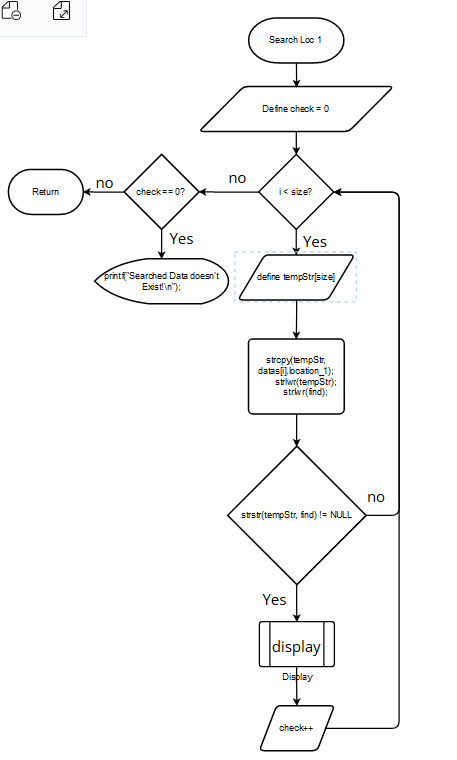 Search Loc 1
Define check = 0
i < size?
no
check == 0?
no
Return
Yes
Yes
printf("Searched Data doesn't
Exist!\n");
define tempStr[size]
strcpy(tempStr,
datas[i].location_1);
strlwr(tempStr);
strlwr(find);
strstr(tempStr, find) != NULL
no
Yes
display
Display
check++